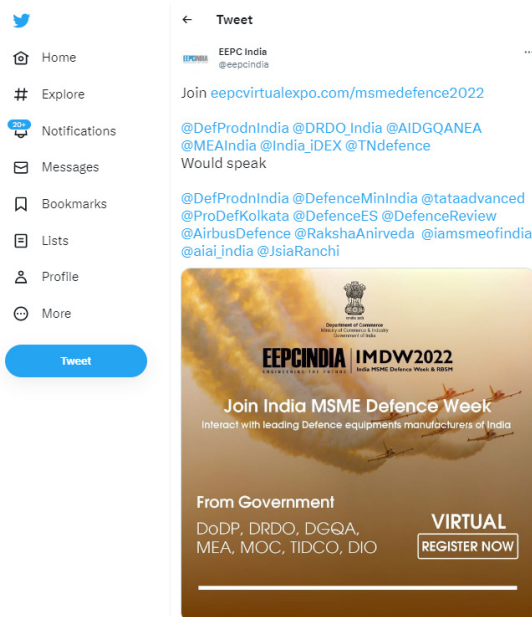 Tweet
Home
Explore
20+
Notifications
Messages
Bookmarks
Lists
Profile
More
Tweet
EEPCINDIA
EEPC India
@eepcindia
Join eepcvirtualexpo.com/msmedefence2022
@DefProdnIndia @DRDO_India @AIDGQANEA
@MEAIndia @India_iDEX @TNdefence
Would speak
@DefProdnIndia @DefenceMinIndia @tataadvanced
@ProDefKolkata @DefenceES @DefenceReview
@AirbusDefence @RakshaAnirveda @iamsmeofindia
@aiai_india @JsiaRanchi
Department of Commerce
Ministry of Commerce & Industry
Government of India
EEPCINDIA
ENGINEERING THE FUTURE
IMDW2022
India MSME Defence Week & RBSM
Join India MSME Defence Week
Interact with leading Defence equipments manufacturers of India
From Government
DoDP, DRDO, DGQA,
MEA, MOC, TIDCO, DIO
VIRTUAL
REGISTER NOW